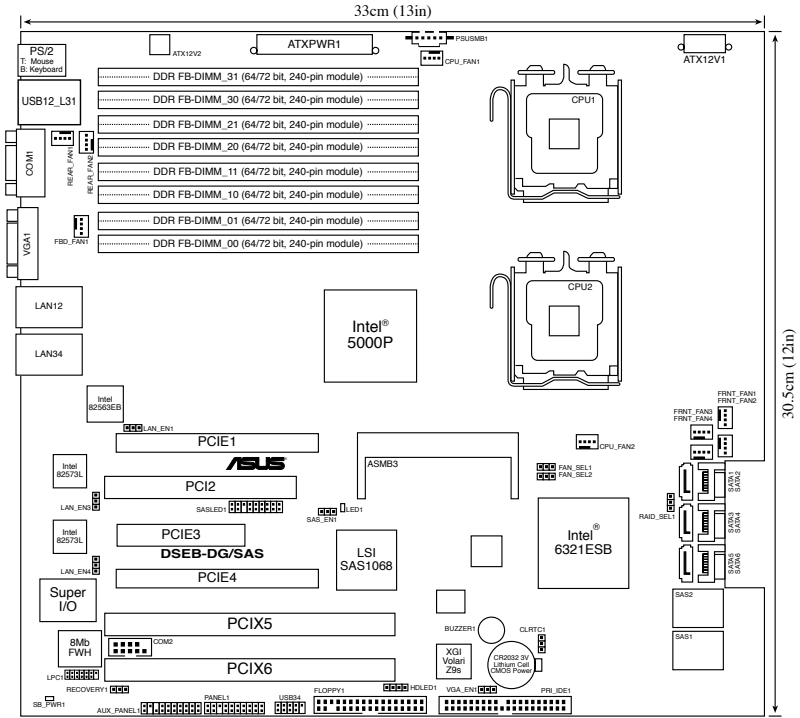 33cm (13in)
PS/2
T: Mouse
B: Keyboard
ATX12V2
ATXPWR1
PSUSMB1
CPU_FAN1
ATX12V1
USB12_L31
DDR FB-DIMM_31 (64/72 bit, 240-pin module)
DDR FB-DIMM_30 (64/72 bit, 240-pin module)
DDR FB-DIMM_21 (64/72 bit, 240-pin module)
DDR FB-DIMM_20 (64/72 bit, 240-pin module)
DDR FB-DIMM_11 (64/72 bit, 240-pin module)
DDR FB-DIMM_10 (64/72 bit, 240-pin module)
DDR FB-DIMM_01 (64/72 bit, 240-pin module)
DDR FB-DIMM_00 (64/72 bit, 240-pin module)
CPU1
COM1
REAR_FAN1
REAR_FAN2
VGA1
FBD_FAN1
CPU2
LAN12
LAN34
Intel®
5000P
30.5cm (12in)
Intel
82563EB
LAN_EN1
FRNT_FAN1
FRNT_FAN2
FRNT_FAN3
FRNT_FAN4
PCIE1
ASUS
ASMB3
CPU_FAN2
FAN_SEL1
FAN_SEL2
Intel
82573L
PCI2
LAN_EN3
SASLED1
SAS_EN1
LED1
SATA1
SATA2
RAID_SEL1
SATA3
SATA4
SATA5
SATA6
Intel
82573L
PCIE3
DSEB-DG/SAS
LAN_EN4
PCIE4
LSI
SAS1068
Intel®
6321ESB
Super
I/O
SAS2
SAS1
PCIX5
BUZZER1
CLRTC1
8Mb
FWH
COM2
XGI
Volari
Z9s
CR2032 3V
Lithium Cell
CMOS Power
LPC1
PCIX6
RECOVERY1
HDLED1
VGA_EN1
SB_PWR1
AUX_PANEL1
PANEL1
USB34
FLOPPY1
PRI_IDE1